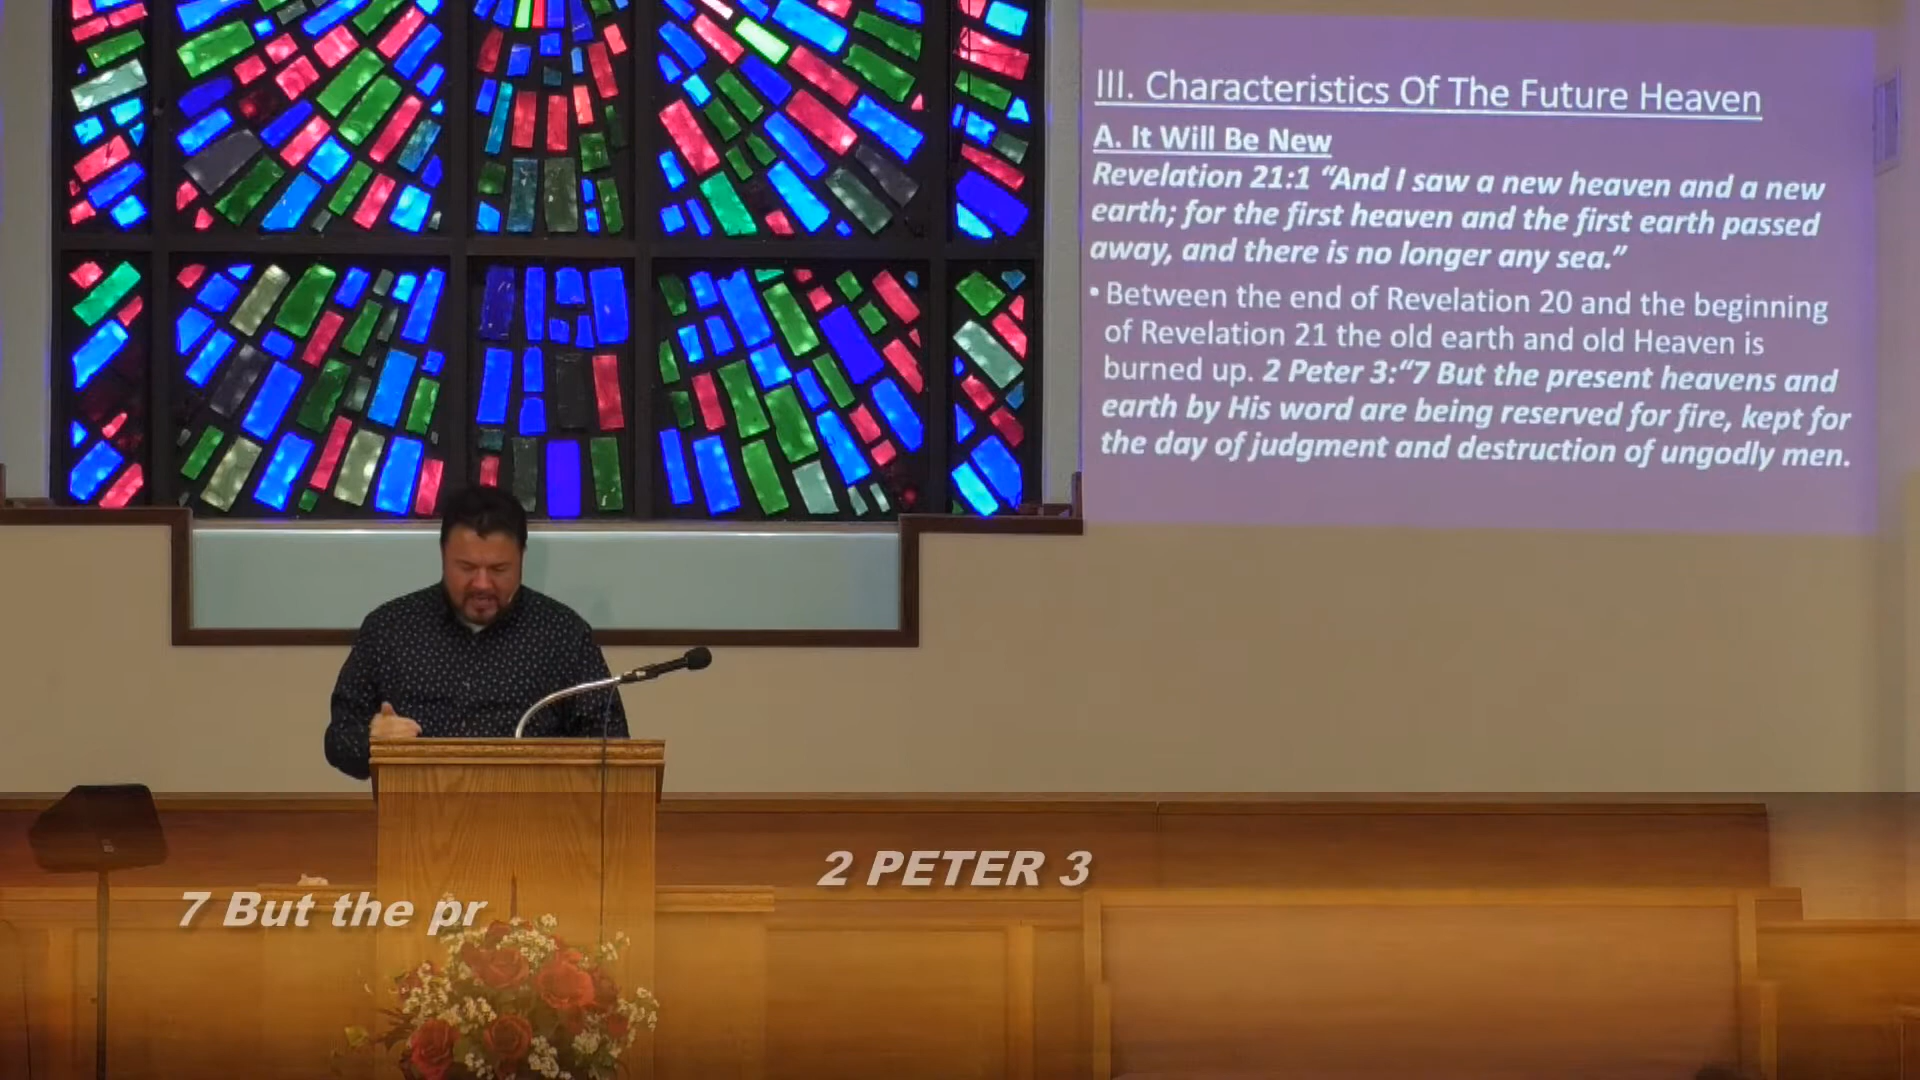 III. Characteristics Of The Future Heaven
A. It Will Be New
Revelation 21:1 “And I saw a new heaven and a new
earth; for the first heaven and the first earth passed
away, and there is no longer any sea.”
• Between the end of Revelation 20 and the beginning
of Revelation 21 the old earth and old Heaven is
burned up. 2 Peter 3:“7 But the present heavens and
earth by His word are being reserved for fire, kept for
the day of judgment and destruction of ungodly men.
2 PETER 3
7 But the pr